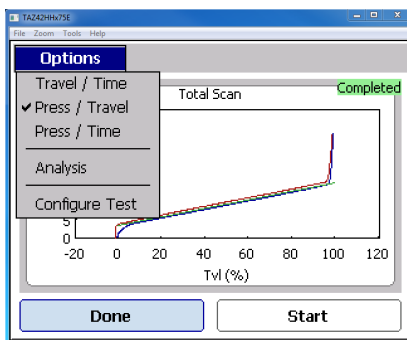 TAZ42HHx75E
File Zoom Tools Help
Options
Travel / Time
Press / Travel
Press / Time
Analysis
Configure Test
Total Scan
Completed
5
0
-20 0 20 40 60 80 100 120
Tvl (%)
Done
Start